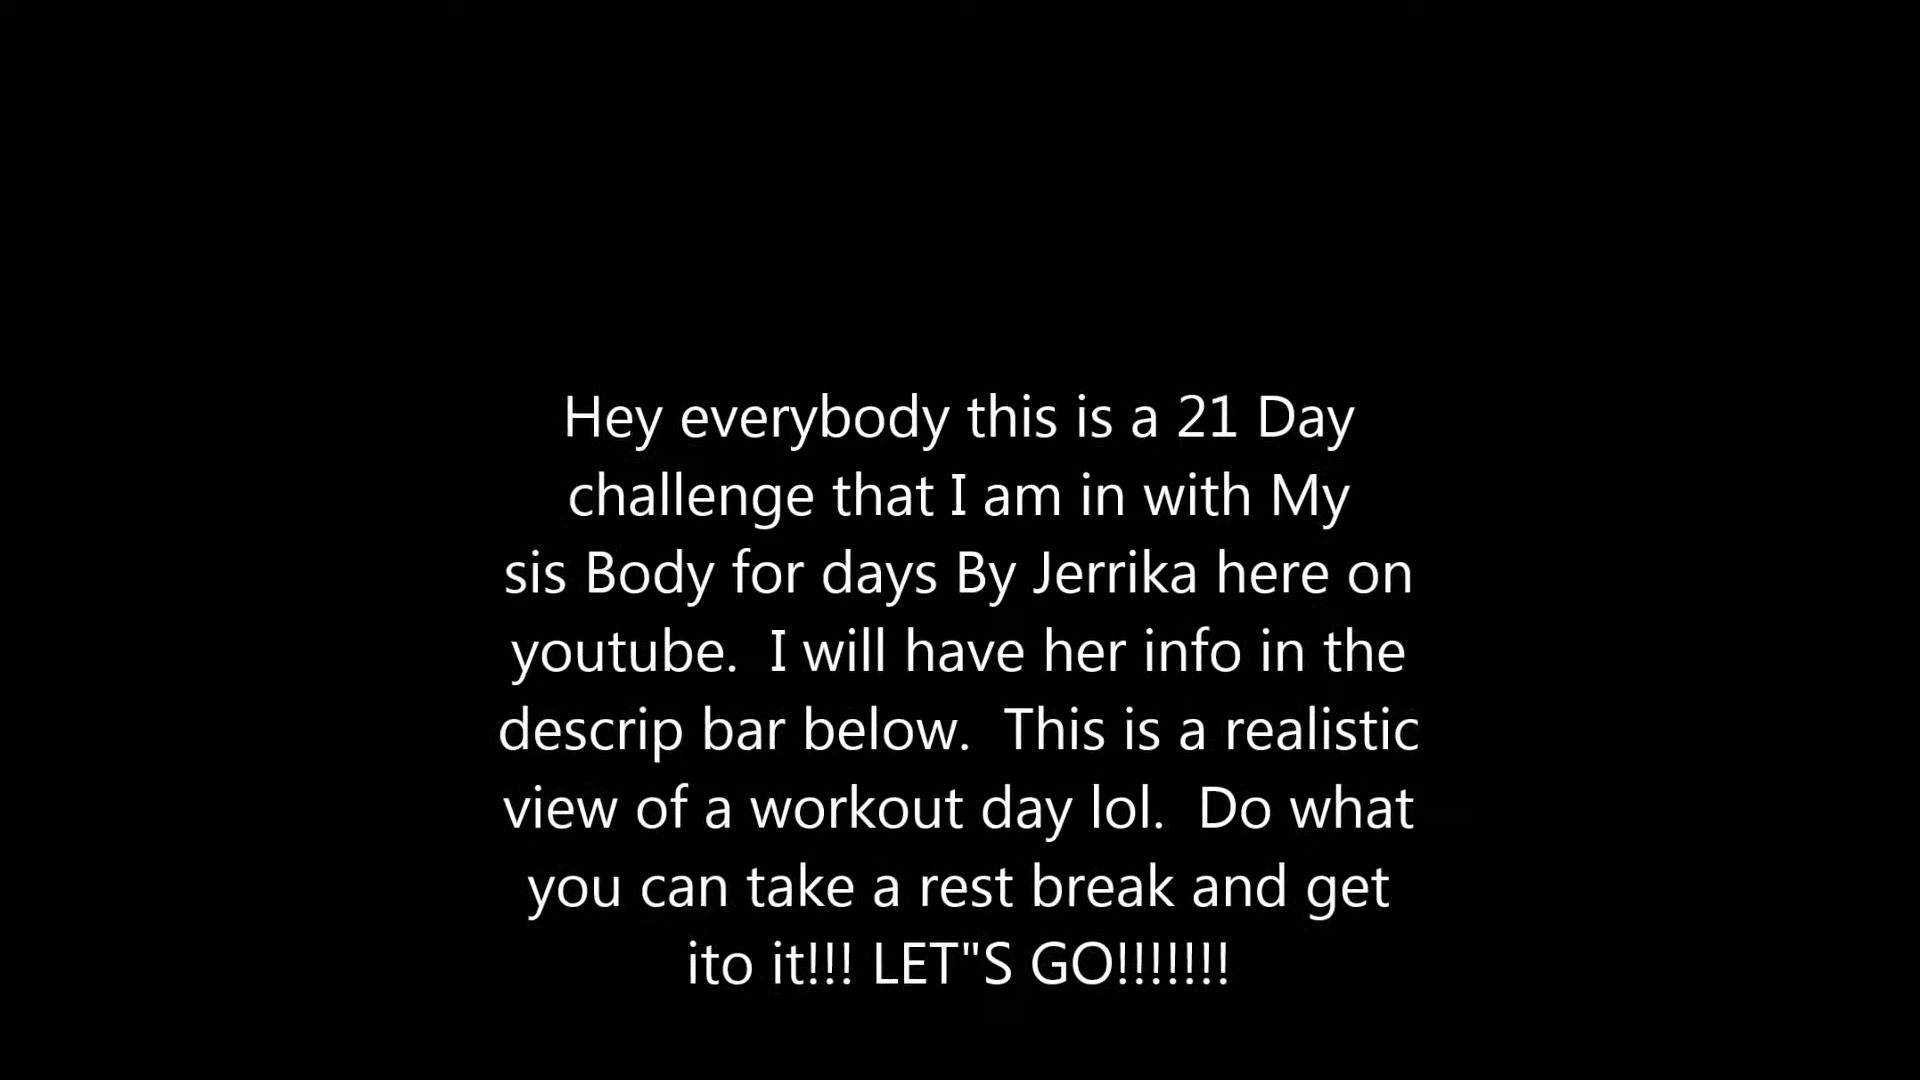 Hey everybody this is a 21 Day
challenge that I am in with My
sis Body for days By Jerrika here on
youtube.  I will have her info in the
descrip bar below.  This is a realistic
view of a workout day lol.  Do what
you can take a rest break and get
ito it!!! LET"S GO!!!!!!!